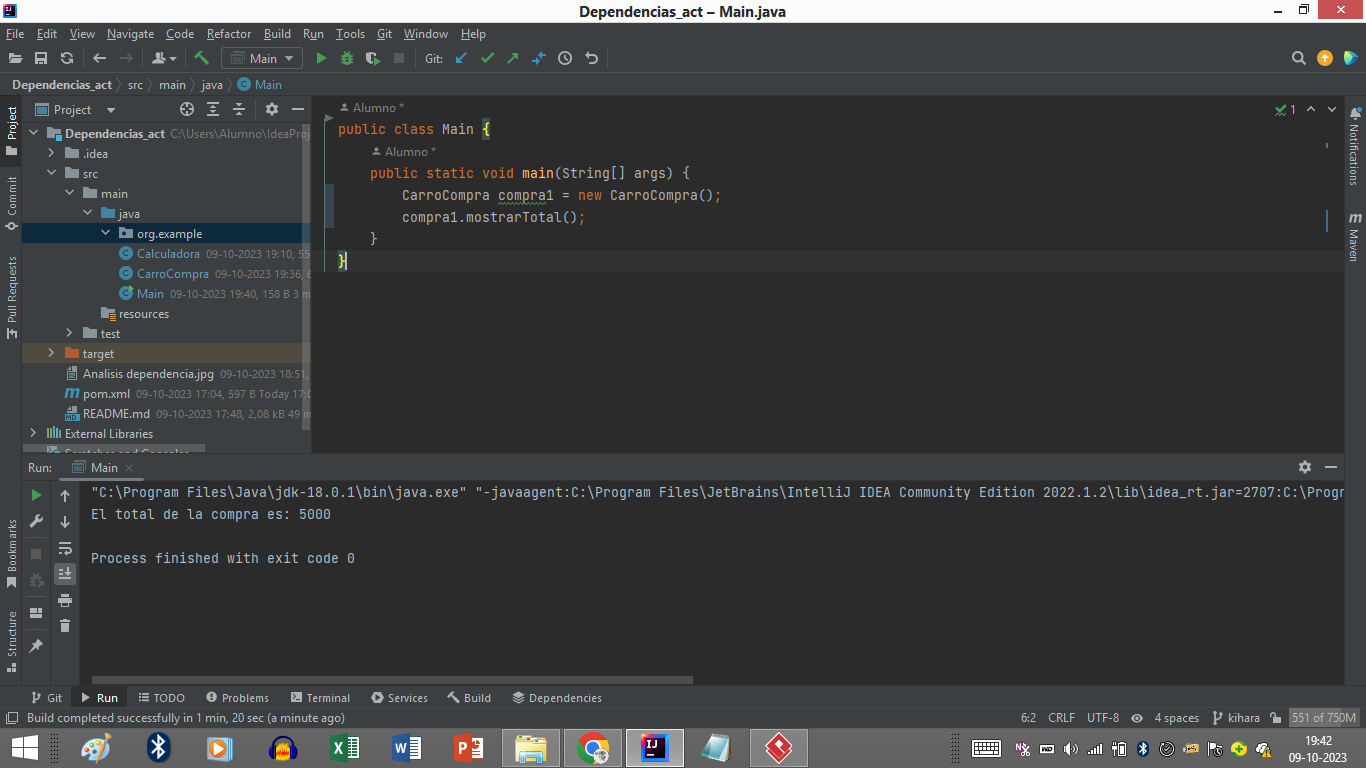 Dependencias_act – Main.java
File Edit View Navigate Code Refactor Build Run Tools Git Window Help
Main Git:
Dependencias_act src main java Main
Project
Alumno *
1
Dependencias_act C:\Users\Alumno\IdeaProj
public class Main {
.idea
Alumno *
src
public static void main(String[] args) {
main
CarroCompra compra1 = new CarroCompra();
java
compra1.mostrarTotal();
org.example
}
Calculadora 09-10-2023 19:10, 55
}
CarroCompra 09-10-2023 19:36, 6
Main 09-10-2023 19:40, 158 B 3 m
resources
test
target
Analisis dependencia.jpg 09-10-2023 18:51,
pom.xml 09-10-2023 17:04, 597 B Today 17:0
README.md 09-10-2023 17:48, 2,08 kB 49 m
External Libraries
Scratches and Consoles
Project
Commit
Pull Requests
Bookmarks
Structure
Notifications
Maven
Run: Main
"C:\Program Files\Java\jdk-18.0.1\bin\java.exe" "-javaagent:C:\Program Files\JetBrains\IntelliJ IDEA Community Edition 2022.1.2\lib\idea_rt.jar=2707:C:\Progr
El total de la compra es: 5000
Process finished with exit code 0
Git Run TODO Problems Terminal Services Build Dependencies
Build completed successfully in 1 min, 20 sec (a minute ago) 6:2 CRLF UTF-8 4 spaces kihara 551 of 750M
19:42
09-10-2023